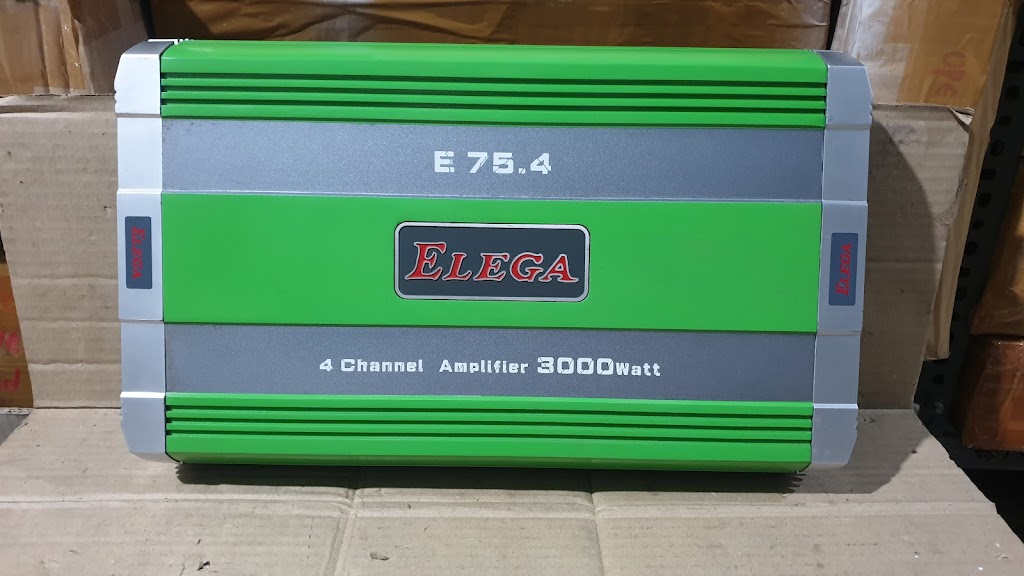 E 75.4
ELEGA
ELEGA
ELEGA
4 Channel Amplifier 3000Watt